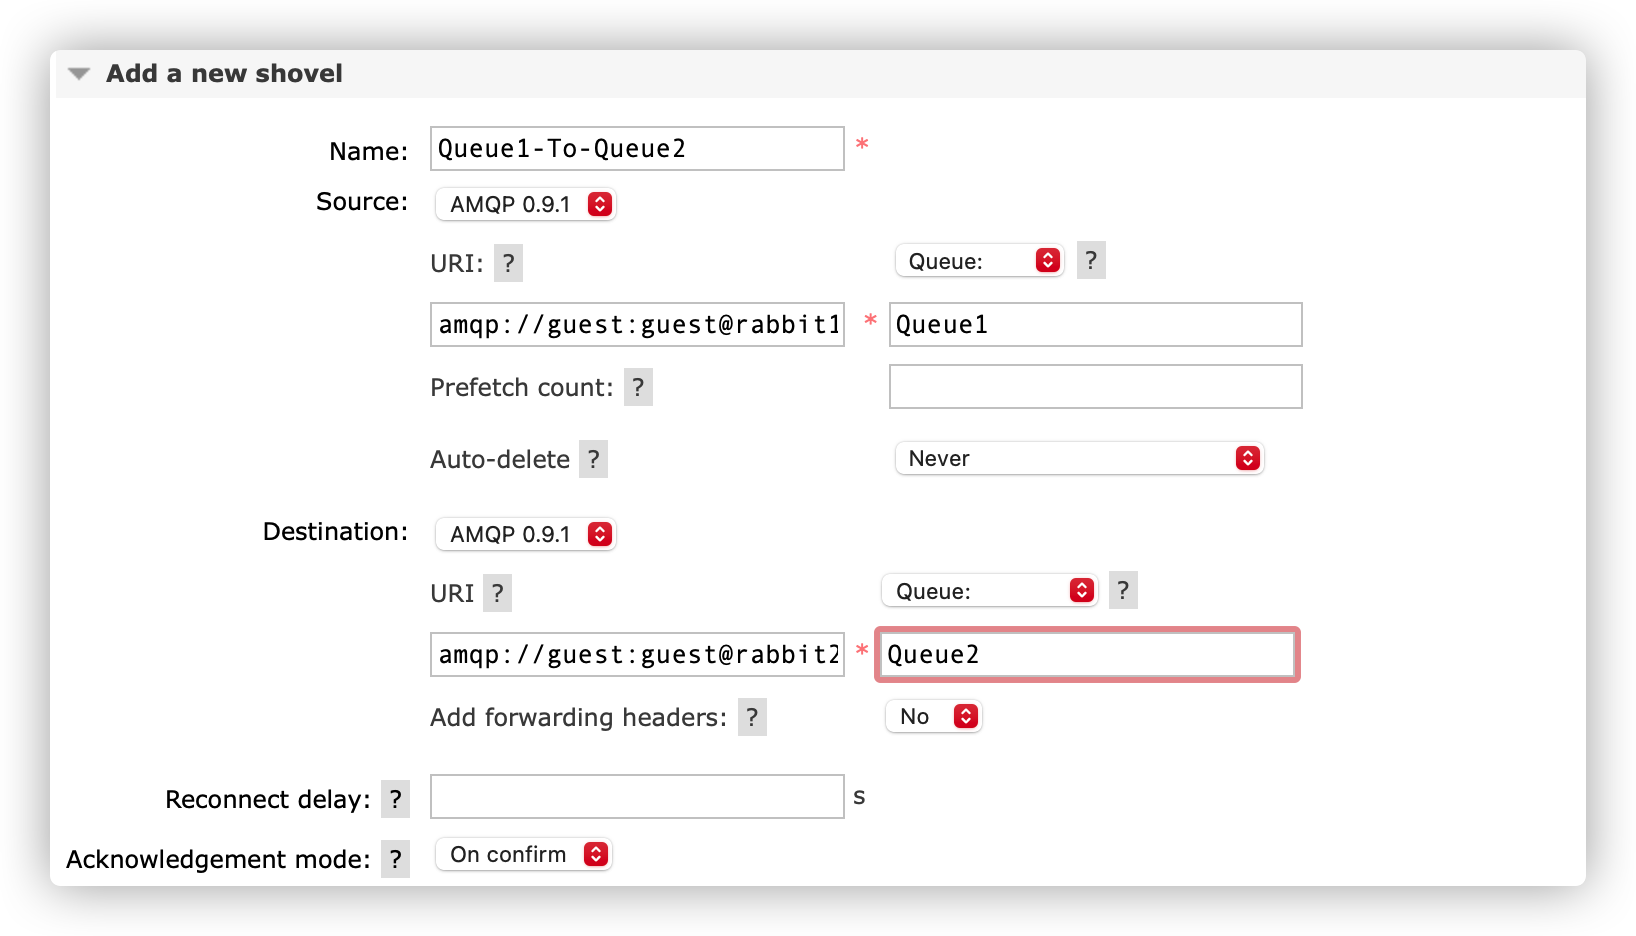 Add a new shovel
Name: Queue1-To-Queue2 *
Source: AMQP 0.9.1
URI: ? Queue: ?
amqp://guest:guest@rabbit1 * Queue1
Prefetch count: ?
Auto-delete ? Never
Destination: AMQP 0.9.1
URI ? Queue: ?
amqp://guest:guest@rabbit2 * Queue2
Add forwarding headers: ? No
Reconnect delay: ? s
Acknowledgement mode: ? On confirm